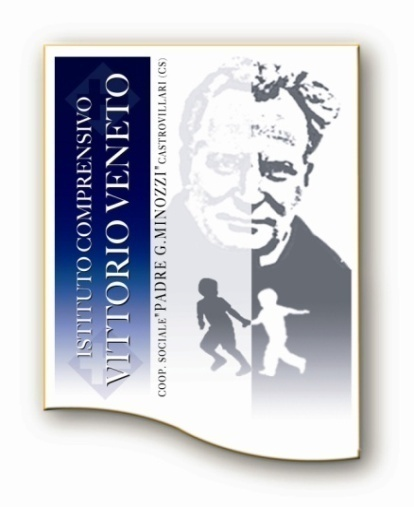 ISTITUTO COMPRENSIVO
VITTORIO VENETO
COOP. SOCIALE "PADRE G. MINOZZI" CASTROVILLARI (CS)